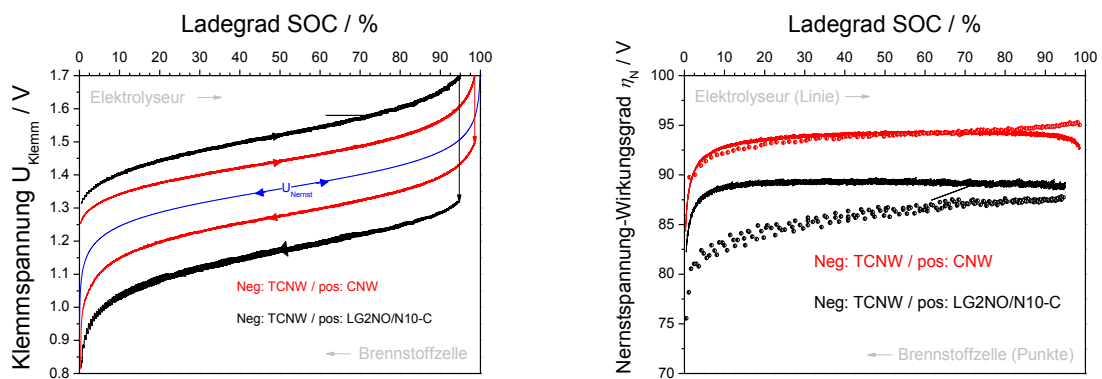 Ladegrad SOC / %
0 10 20 30 40 50 60 70 80 90 100
Klemmspannung U_Klemm / V
1.7
1.6
1.5
1.4
1.3
1.2
1.1
1.0
0.9
0.8
Elektrolyseur →
U_Nernst
Neg: TCNW / pos: CNW
Neg: TCNW / pos: LG2NO/N10-C
← Brennstoffzelle
Ladegrad SOC / %
0 10 20 30 40 50 60 70 80 90 100
Nernstspannung-Wirkungsgrad η_N / V
100
95
90
85
80
75
70
Elektrolyseur (Linie) →
Neg: TCNW / pos: CNW
Neg: TCNW / pos: LG2NO/N10-C
← Brennstoffzelle (Punkte)